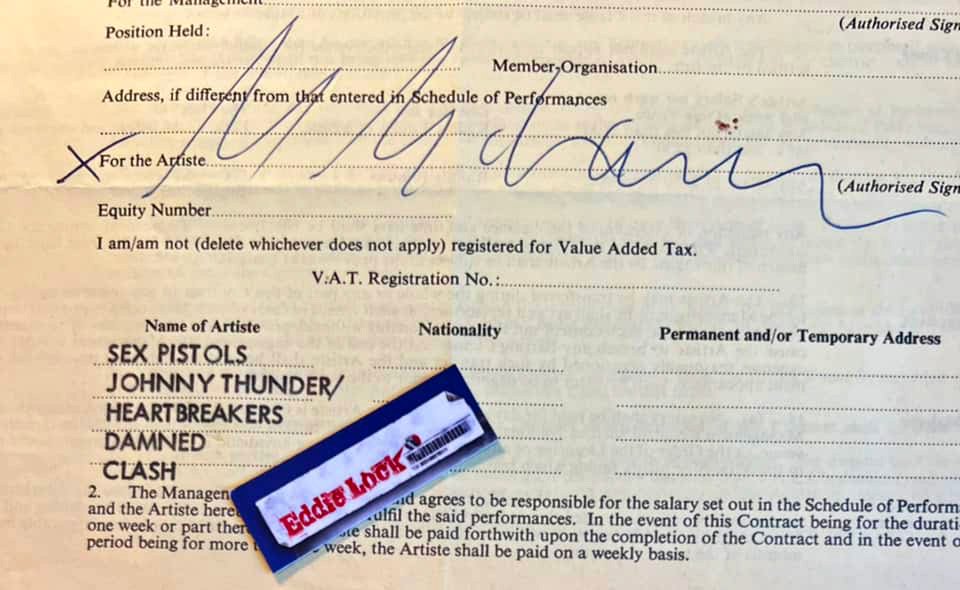 For the Management
(Authorised Sign
Position Held:
Member-Organisation
Address, if different from that entered in Schedule of Performances
For the Artiste
(Authorised Sign
Equity Number
I am/am not (delete whichever does not apply) registered for Value Added Tax.
V.A.T. Registration No.:
Name of Artiste Nationality Permanent and/or Temporary Address
SEX PISTOLS
JOHNNY THUNDER/
HEARTBREAKERS
DAMNED
CLASH
Eddie Lock
2. The Managem nd agrees to be responsible for the salary set out in the Schedule of Perform
and the Artiste here ulfil the said performances. In the event of this Contract being for the durati
one week or part ther ste shall be paid forthwith upon the completion of the Contract and in the event o
period being for more week, the Artiste shall be paid on a weekly basis.